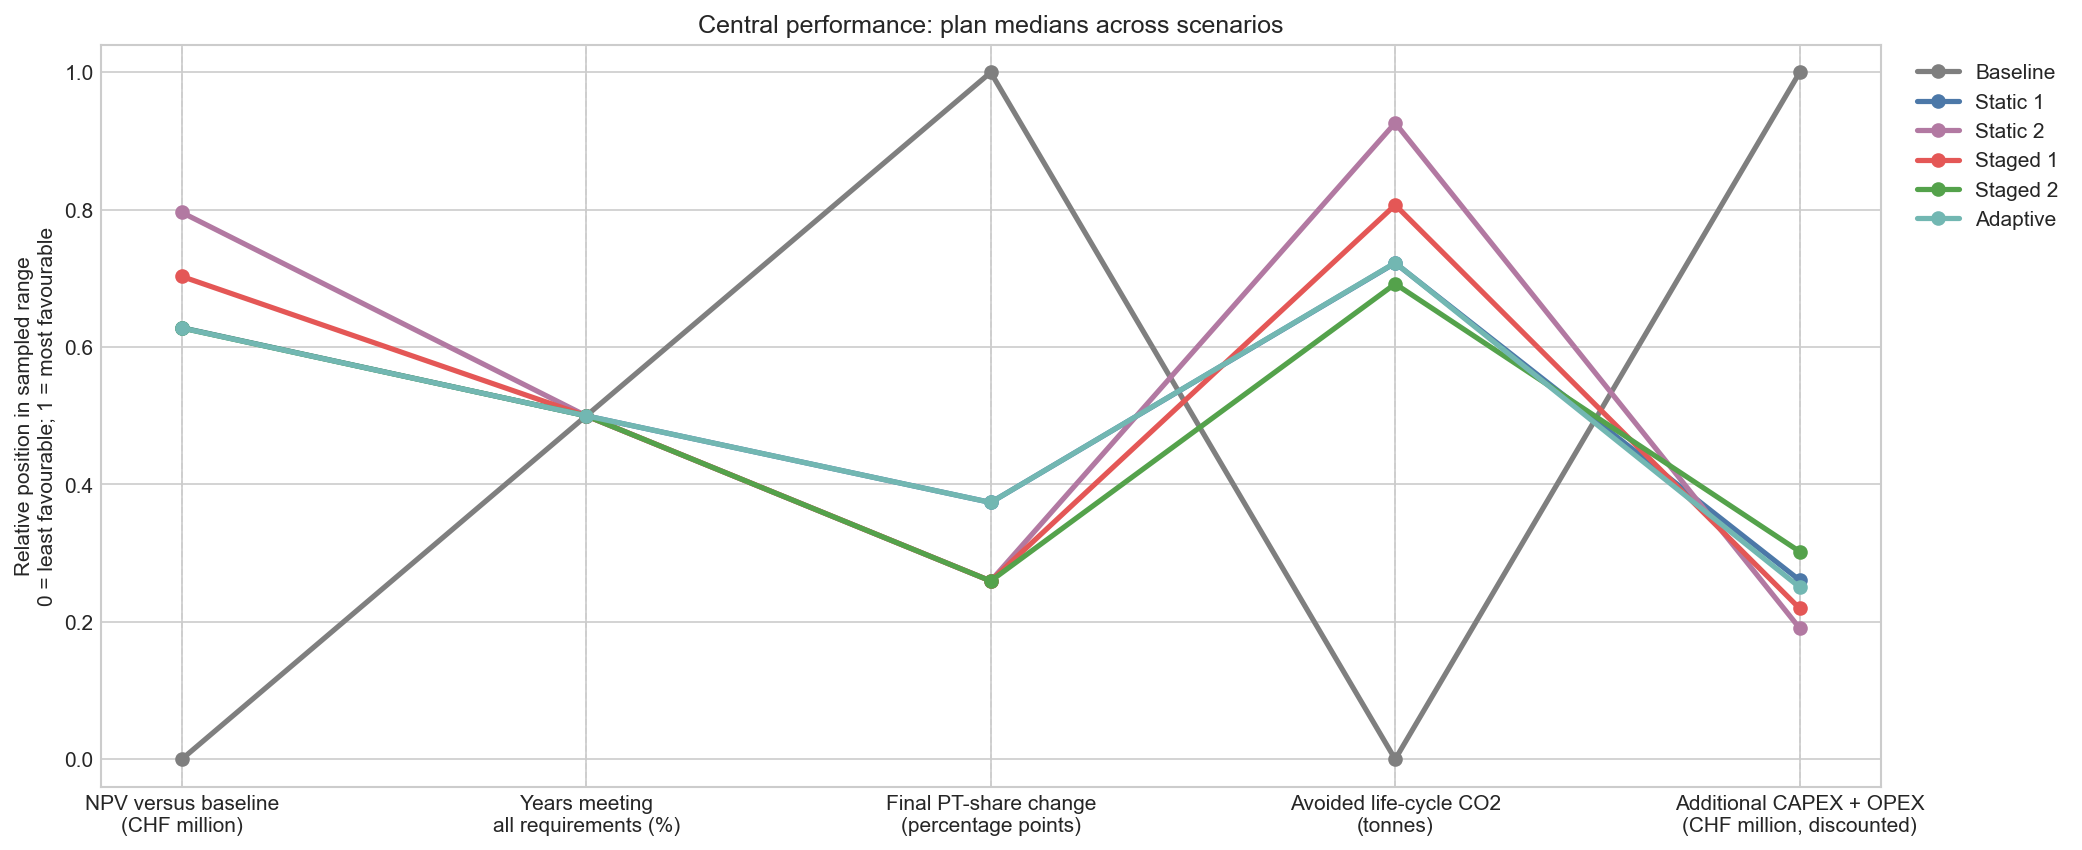 Central performance: plan medians across scenarios
Relative position in sampled range
0 = least favourable; 1 = most favourable
1.0
0.8
0.6
0.4
0.2
0.0
NPV versus baseline
(CHF million)
Years meeting
all requirements (%)
Final PT-share change
(percentage points)
Avoided life-cycle CO2
(tonnes)
Additional CAPEX + OPEX
(CHF million, discounted)
Baseline
Static 1
Static 2
Staged 1
Staged 2
Adaptive